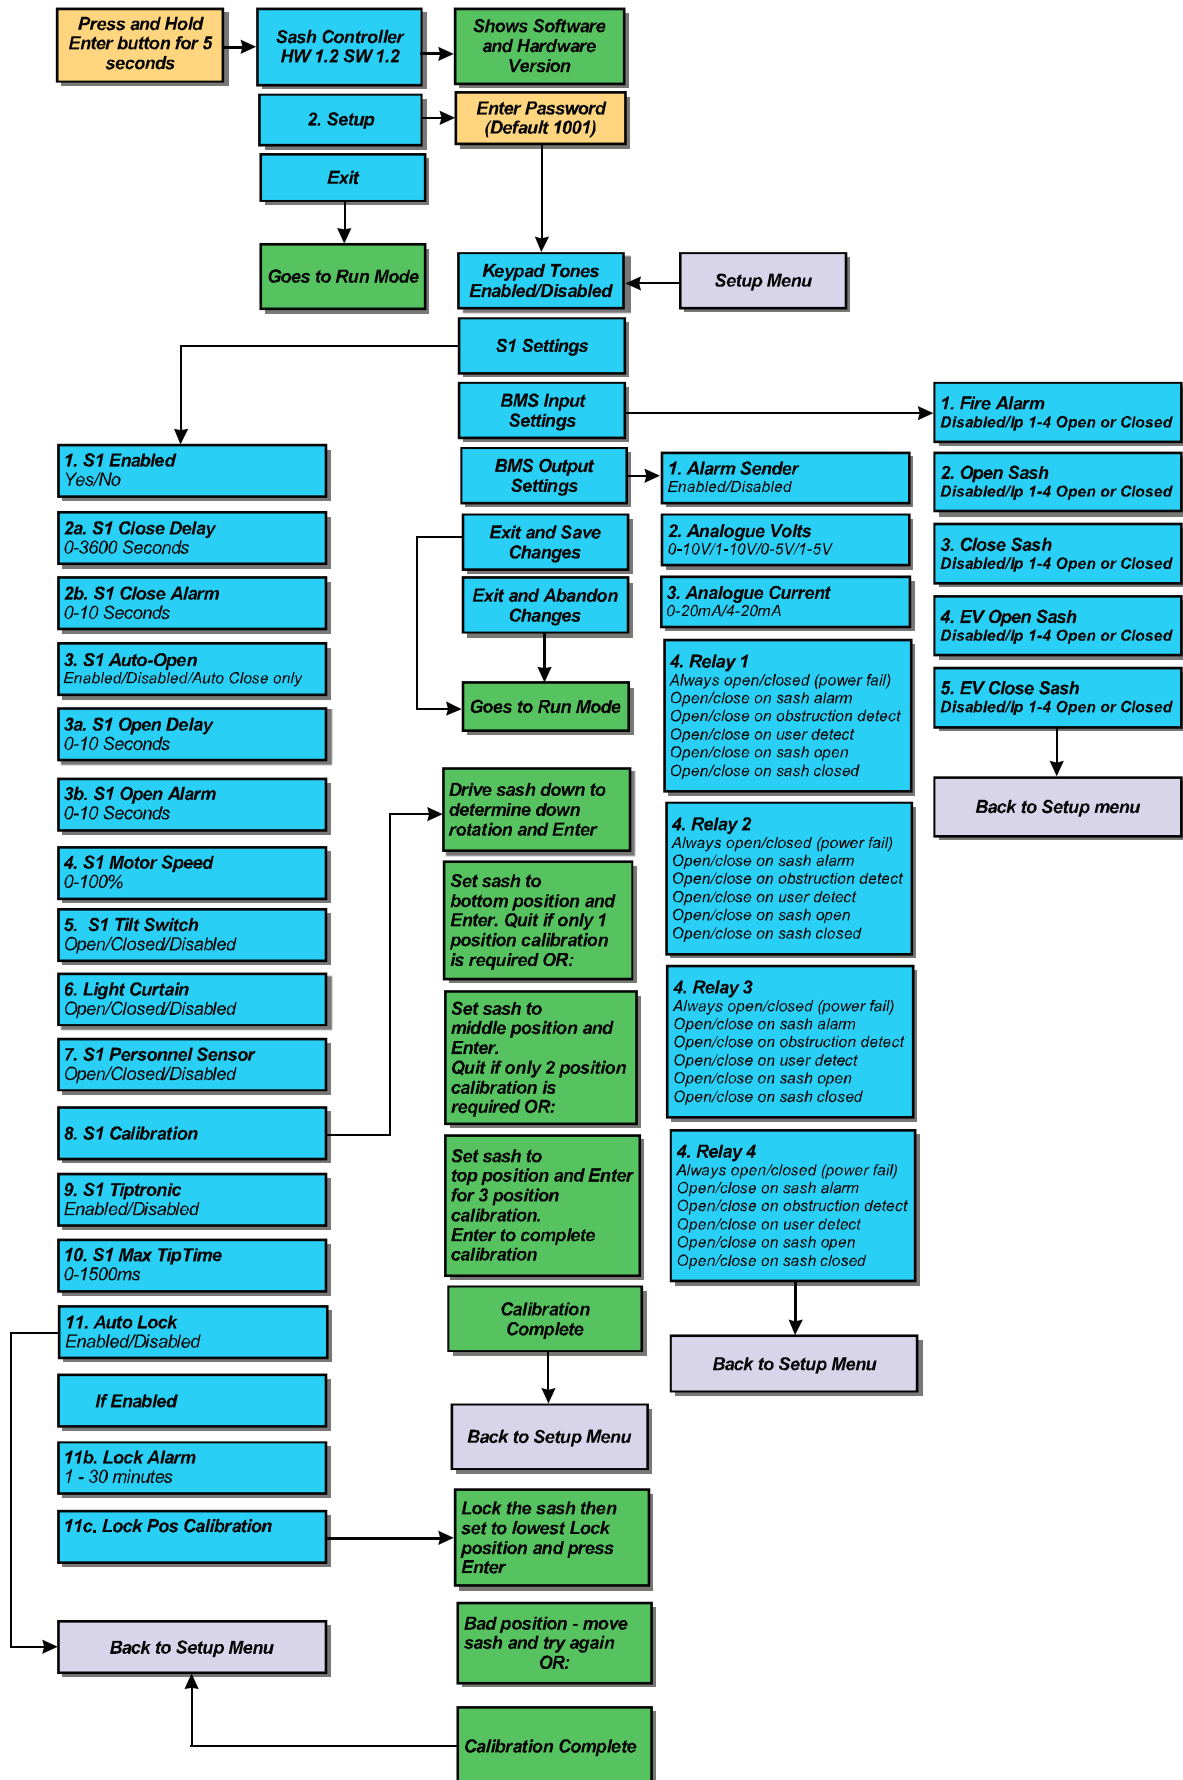 Press and Hold
Enter button for 5
seconds
Sash Controller
HW 1.2 SW 1.2
Shows Software
and Hardware
Version
2. Setup
Enter Password
(Default 1001)
Exit
Goes to Run Mode
Keypad Tones
Enabled/Disabled
Setup Menu
S1 Settings
BMS Input
Settings
BMS Output
Settings
Exit and Save
Changes
Exit and Abandon
Changes
Goes to Run Mode
1. S1 Enabled
Yes/No
2a. S1 Close Delay
0-3600 Seconds
2b. S1 Close Alarm
0-10 Seconds
3. S1 Auto-Open
Enabled/Disabled/Auto Close only
3a. S1 Open Delay
0-10 Seconds
3b. S1 Open Alarm
0-10 Seconds
4. S1 Motor Speed
0-100%
5. S1 Tilt Switch
Open/Closed/Disabled
6. Light Curtain
Open/Closed/Disabled
7. S1 Personnel Sensor
Open/Closed/Disabled
8. S1 Calibration
9. S1 Tiptronic
Enabled/Disabled
10. S1 Max TipTime
0-1500ms
11. Auto Lock
Enabled/Disabled
If Enabled
11b. Lock Alarm
1 - 30 minutes
11c. Lock Pos Calibration
Back to Setup Menu
Drive sash down to
determine down
rotation and Enter
Set sash to
bottom position and
Enter. Quit if only 1
position calibration
is required OR:
Set sash to
middle position and
Enter.
Quit if only 2 position
calibration is
required OR:
Set sash to
top position and Enter
for 3 position
calibration.
Enter to complete
calibration
Calibration
Complete
Back to Setup Menu
Lock the sash then
set to lowest Lock
position and press
Enter
Bad position - move
sash and try again
OR:
Calibration Complete
1. Alarm Sender
Enabled/Disabled
2. Analogue Volts
0-10V/1-10V/0-5V/1-5V
3. Analogue Current
0-20mA/4-20mA
4. Relay 1
Always open/closed (power fail)
Open/close on sash alarm
Open/close on obstruction detect
Open/close on user detect
Open/close on sash open
Open/close on sash closed
4. Relay 2
Always open/closed (power fail)
Open/close on sash alarm
Open/close on obstruction detect
Open/close on user detect
Open/close on sash open
Open/close on sash closed
4. Relay 3
Always open/closed (power fail)
Open/close on sash alarm
Open/close on obstruction detect
Open/close on user detect
Open/close on sash open
Open/close on sash closed
4. Relay 4
Always open/closed (power fail)
Open/close on sash alarm
Open/close on obstruction detect
Open/close on user detect
Open/close on sash open
Open/close on sash closed
Back to Setup Menu
1. Fire Alarm
Disabled/Ip 1-4 Open or Closed
2. Open Sash
Disabled/Ip 1-4 Open or Closed
3. Close Sash
Disabled/Ip 1-4 Open or Closed
4. EV Open Sash
Disabled/Ip 1-4 Open or Closed
5. EV Close Sash
Disabled/Ip 1-4 Open or Closed
Back to Setup menu